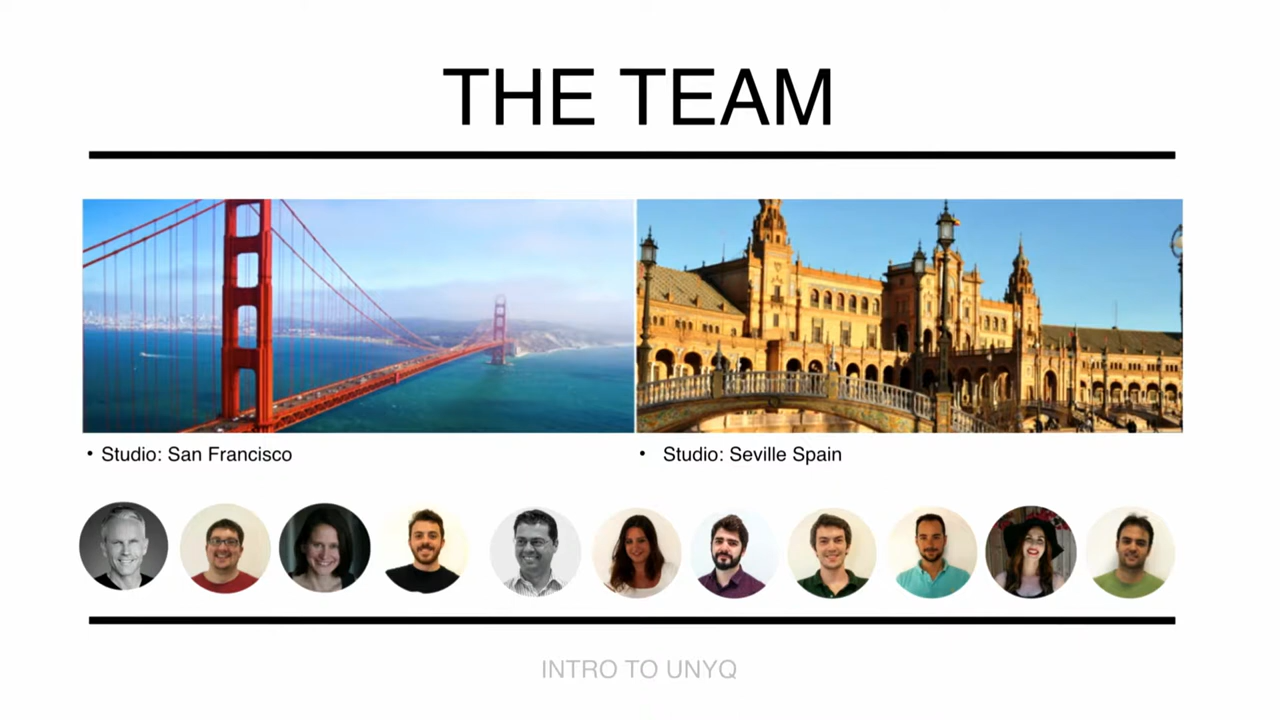 THE TEAM
• Studio: San Francisco
• Studio: Seville Spain
INTRO TO UNYQ